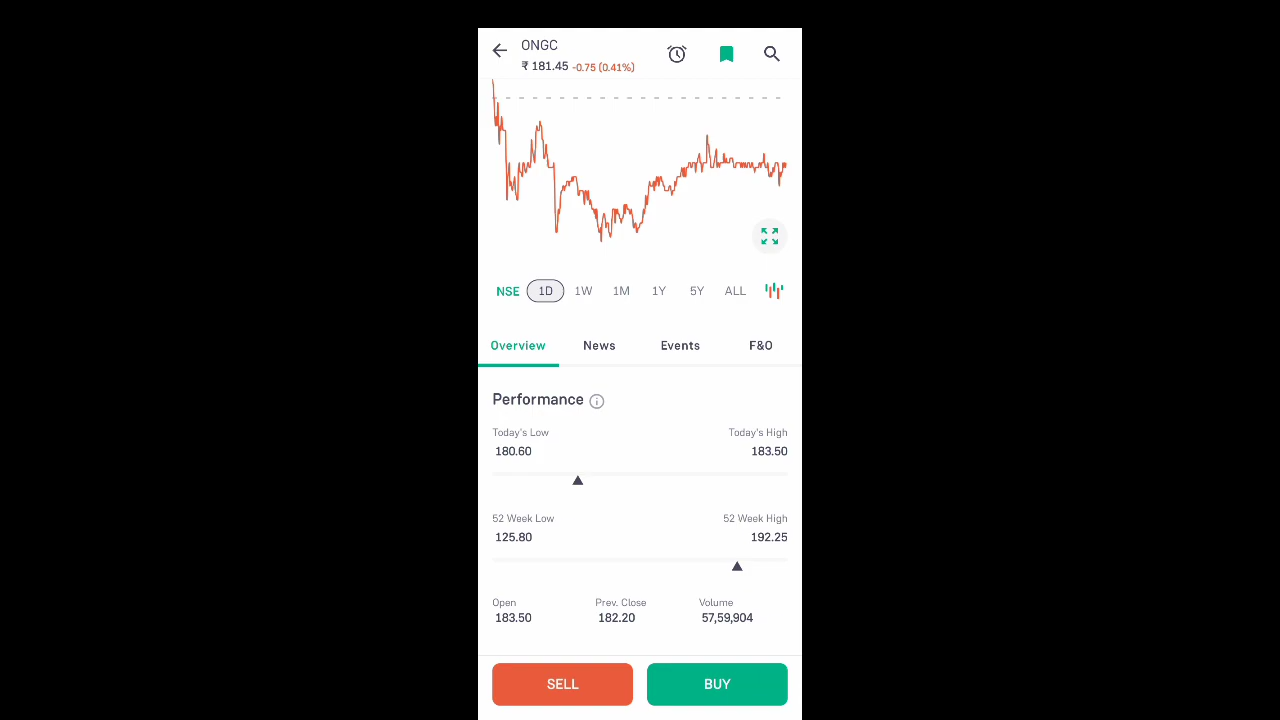 ONGC
₹ 181.45 -0.75 (0.41%)
NSE 1D 1W 1M 1Y 5Y ALL
Overview News Events F&O
Performance
Today's Low Today's High
180.60 183.50
52 Week Low 52 Week High
125.80 192.25
Open Prev. Close Volume
183.50 182.20 57,59,904
SELL BUY